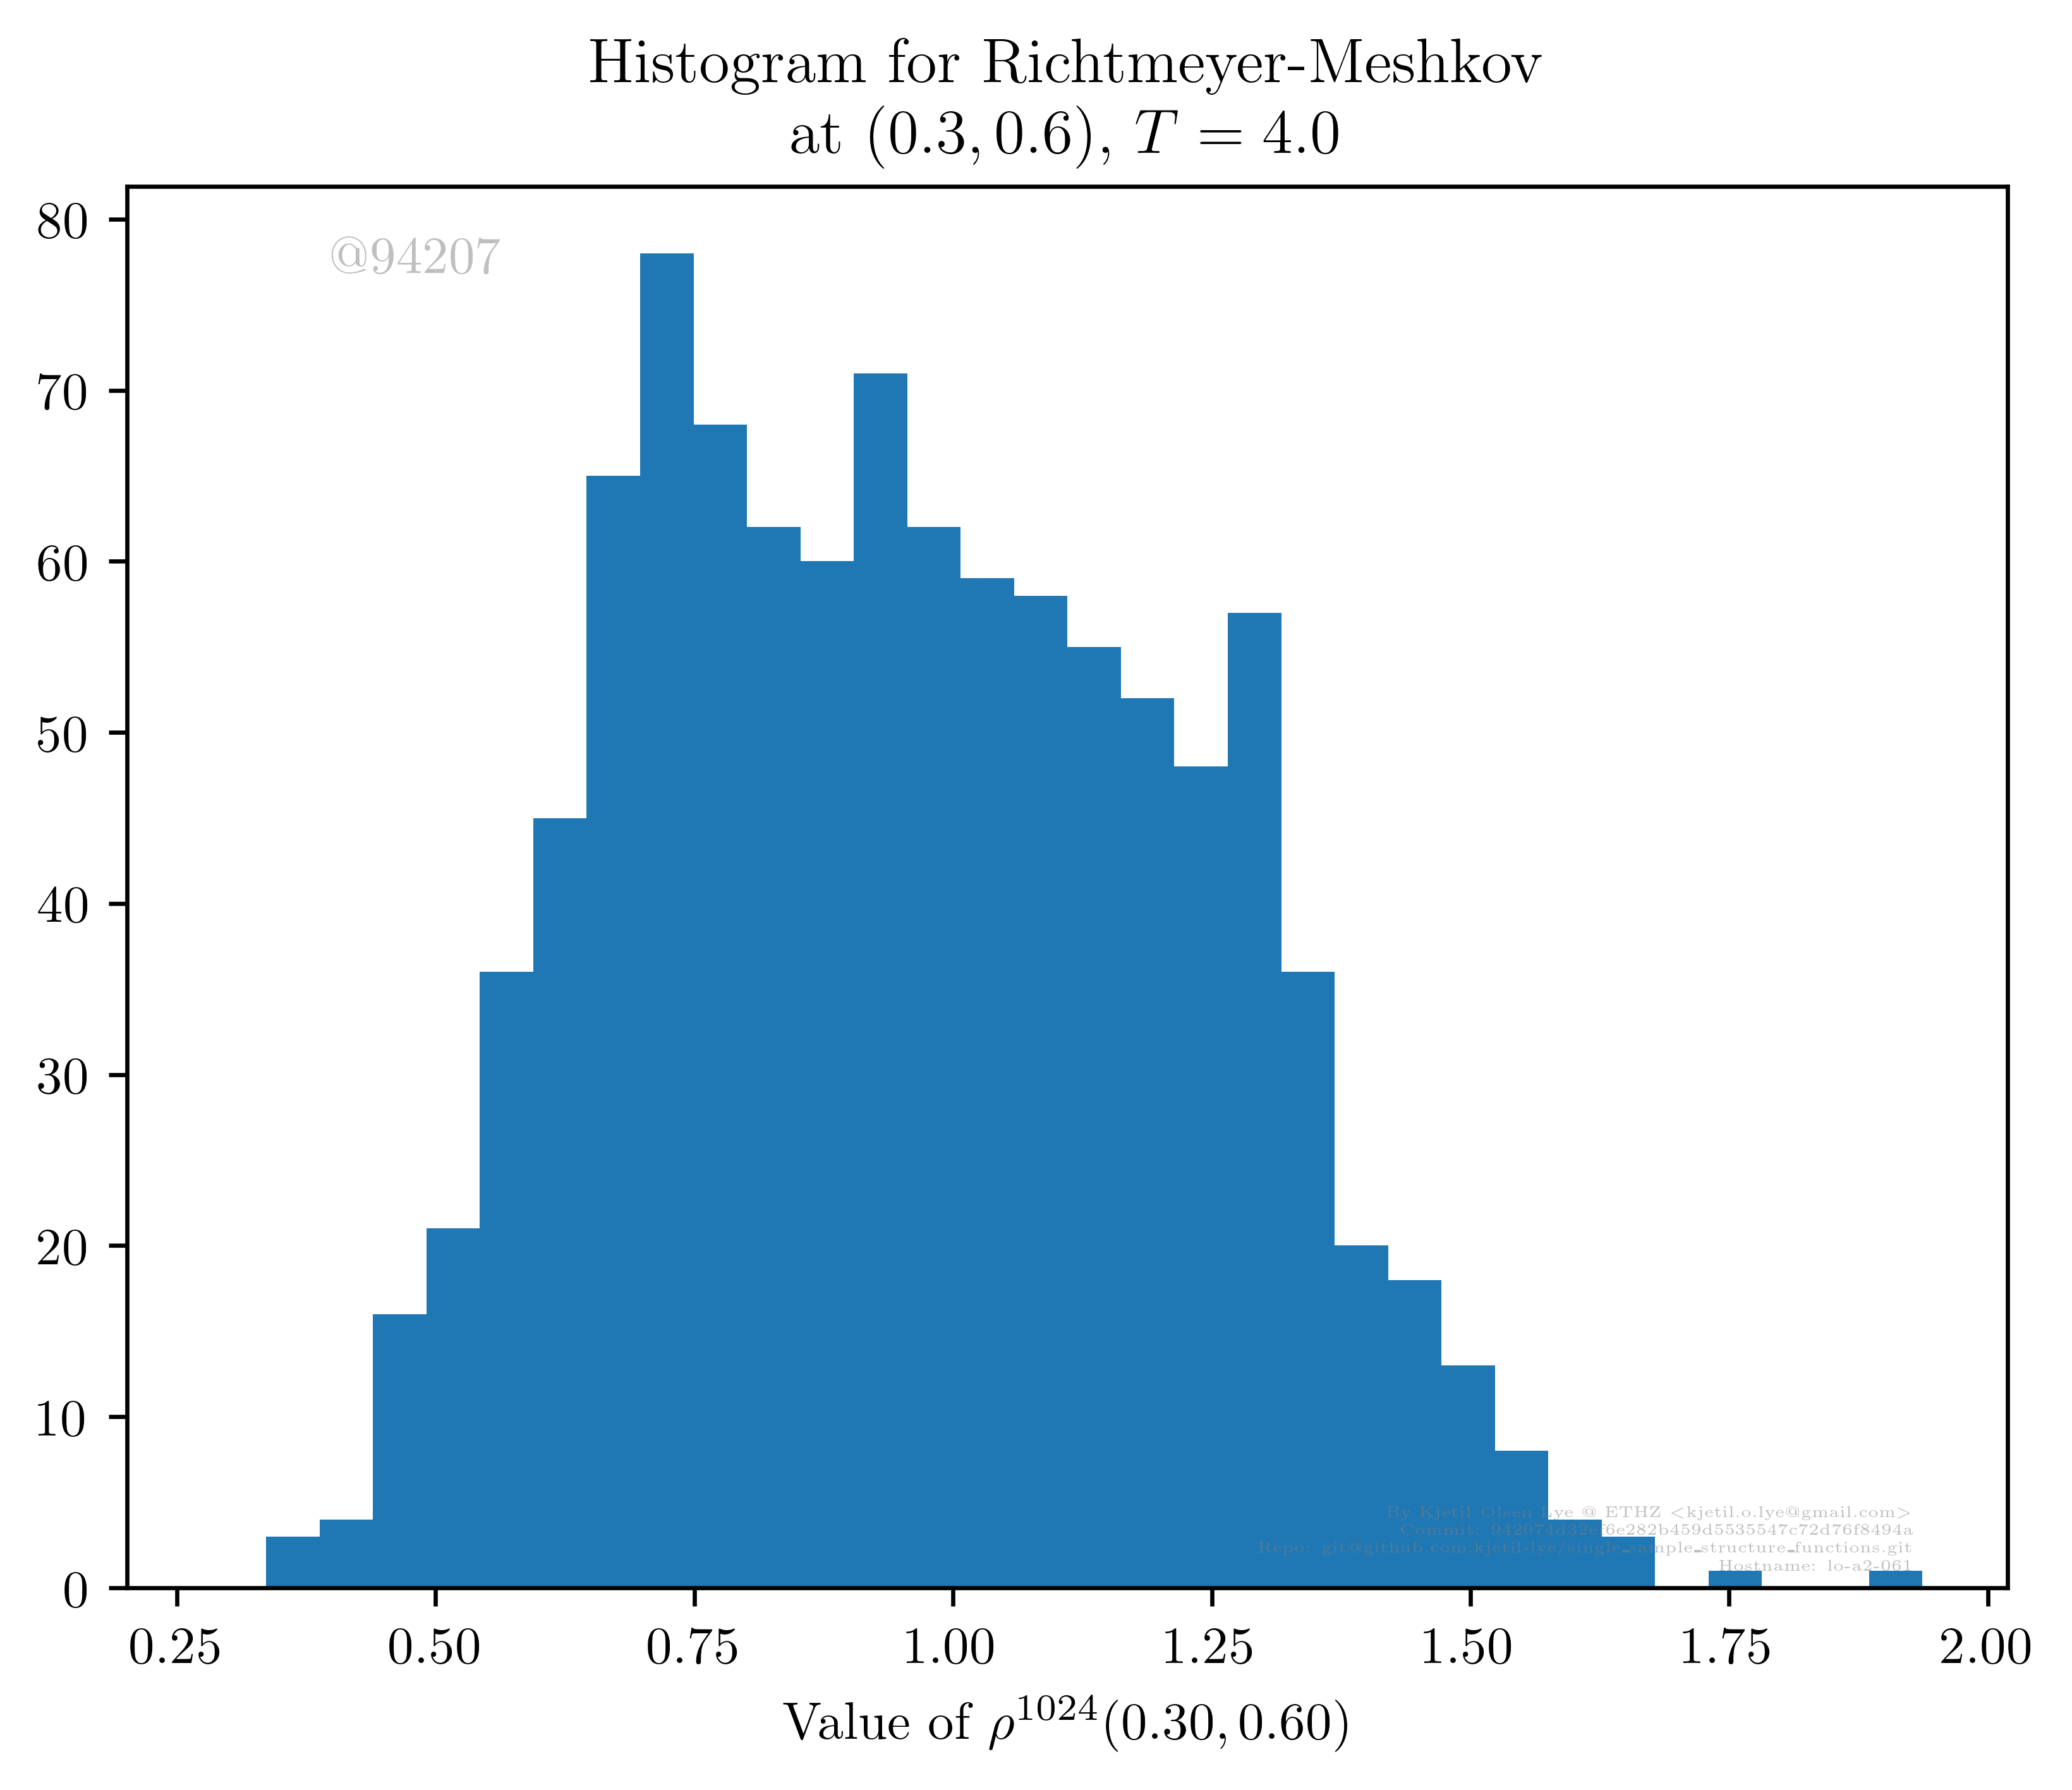 Histogram for Richtmeyer-Meshkov
at (0.3, 0.6), T = 4.0
@94207
80
70
60
50
40
30
20
10
0
By Kjetil Olsen Lye @ ETHZ <kjetil.o.lye@gmail.com>
Commit: 942074d32ef6e282b459d5535547c72d76f8494a
Repo: git@github.com:kjetil-lye/single_sample_structure_functions.git
Hostname: lo-a2-061
0.25 0.50 0.75 1.00 1.25 1.50 1.75 2.00
Value of ρ¹⁰²⁴(0.30, 0.60)